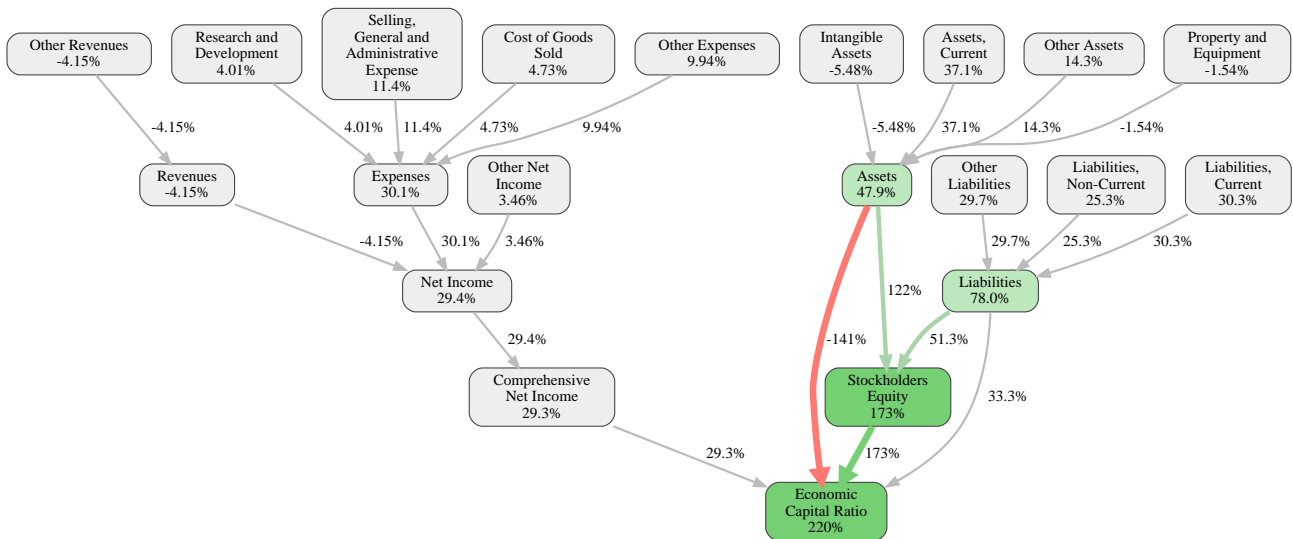 Other Revenues
-4.15%
Research and
Development
4.01%
Selling,
General and
Administrative
Expense
11.4%
Cost of Goods
Sold
4.73%
Other Expenses
9.94%
Intangible
Assets
-5.48%
Assets,
Current
37.1%
Other Assets
14.3%
Property and
Equipment
-1.54%
-4.15%
4.01%
11.4%
4.73%
9.94%
-5.48%
37.1%
14.3%
-1.54%
Revenues
-4.15%
Expenses
30.1%
Other Net
Income
3.46%
Assets
47.9%
Other
Liabilities
29.7%
Liabilities,
Non-Current
25.3%
Liabilities,
Current
30.3%
-4.15%
30.1%
3.46%
29.7%
25.3%
30.3%
Net Income
29.4%
122%
Liabilities
78.0%
29.4%
-141%
51.3%
Comprehensive
Net Income
29.3%
Stockholders
Equity
173%
33.3%
29.3%
173%
Economic
Capital Ratio
220%